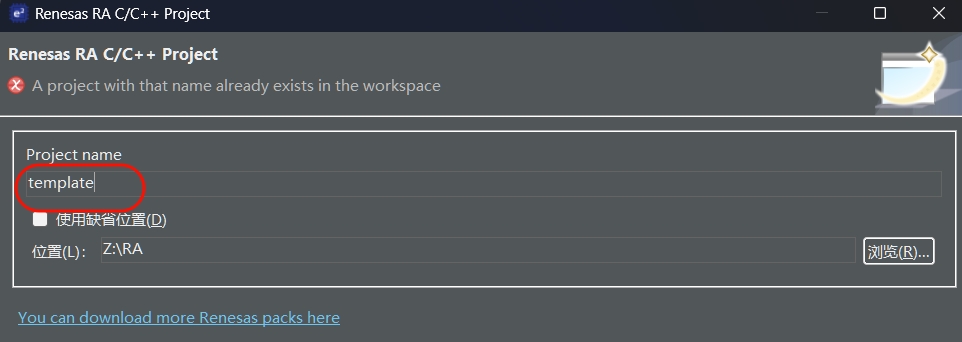 e² Renesas RA C/C++ Project
Renesas RA C/C++ Project
A project with that name already exists in the workspace
Project name
template
使用缺省位置(D)
位置(L): Z:\RA 浏览(R)...
You can download more Renesas packs here